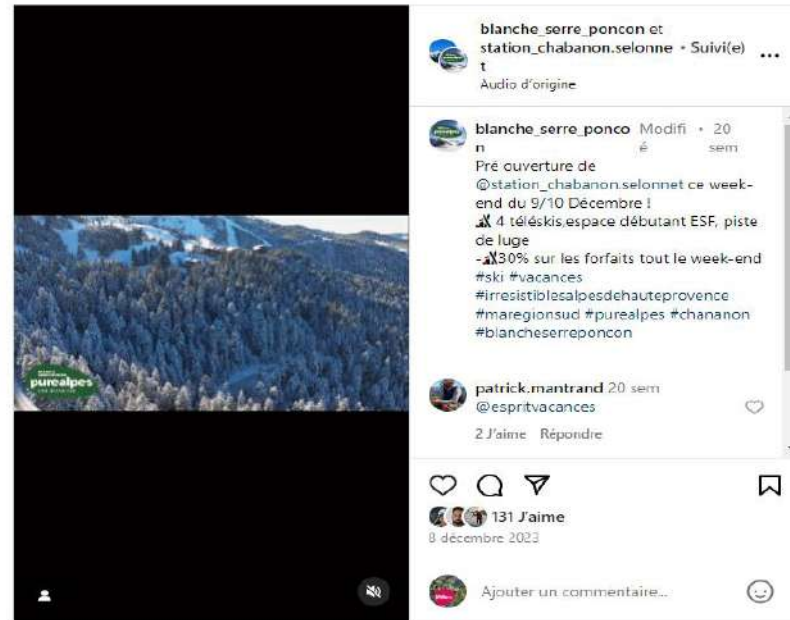 blanche_serre_poncon et
station_chabanon.selonne • Suivi(e)
t
Audio d'origine
blanche_serre_ponco Modifi • 20
n é sem
Pré ouverture de
@station_chabanon.selonnet ce week-
end du 9/10 Décembre !
4 téléskis,espace débutant ESF, piste
de luge
-30% sur les forfaits tout le week-end
#ski #vacances
#irresistiblesalpesdehauteprovence
#maregionsud #purealpes #chananon
#blancheserreponcon
purealpes
patrick.mantrand 20 sem
@espritvacances
2 J'aime Répondre
131 J'aime
8 décembre 2023
Ajouter un commentaire...